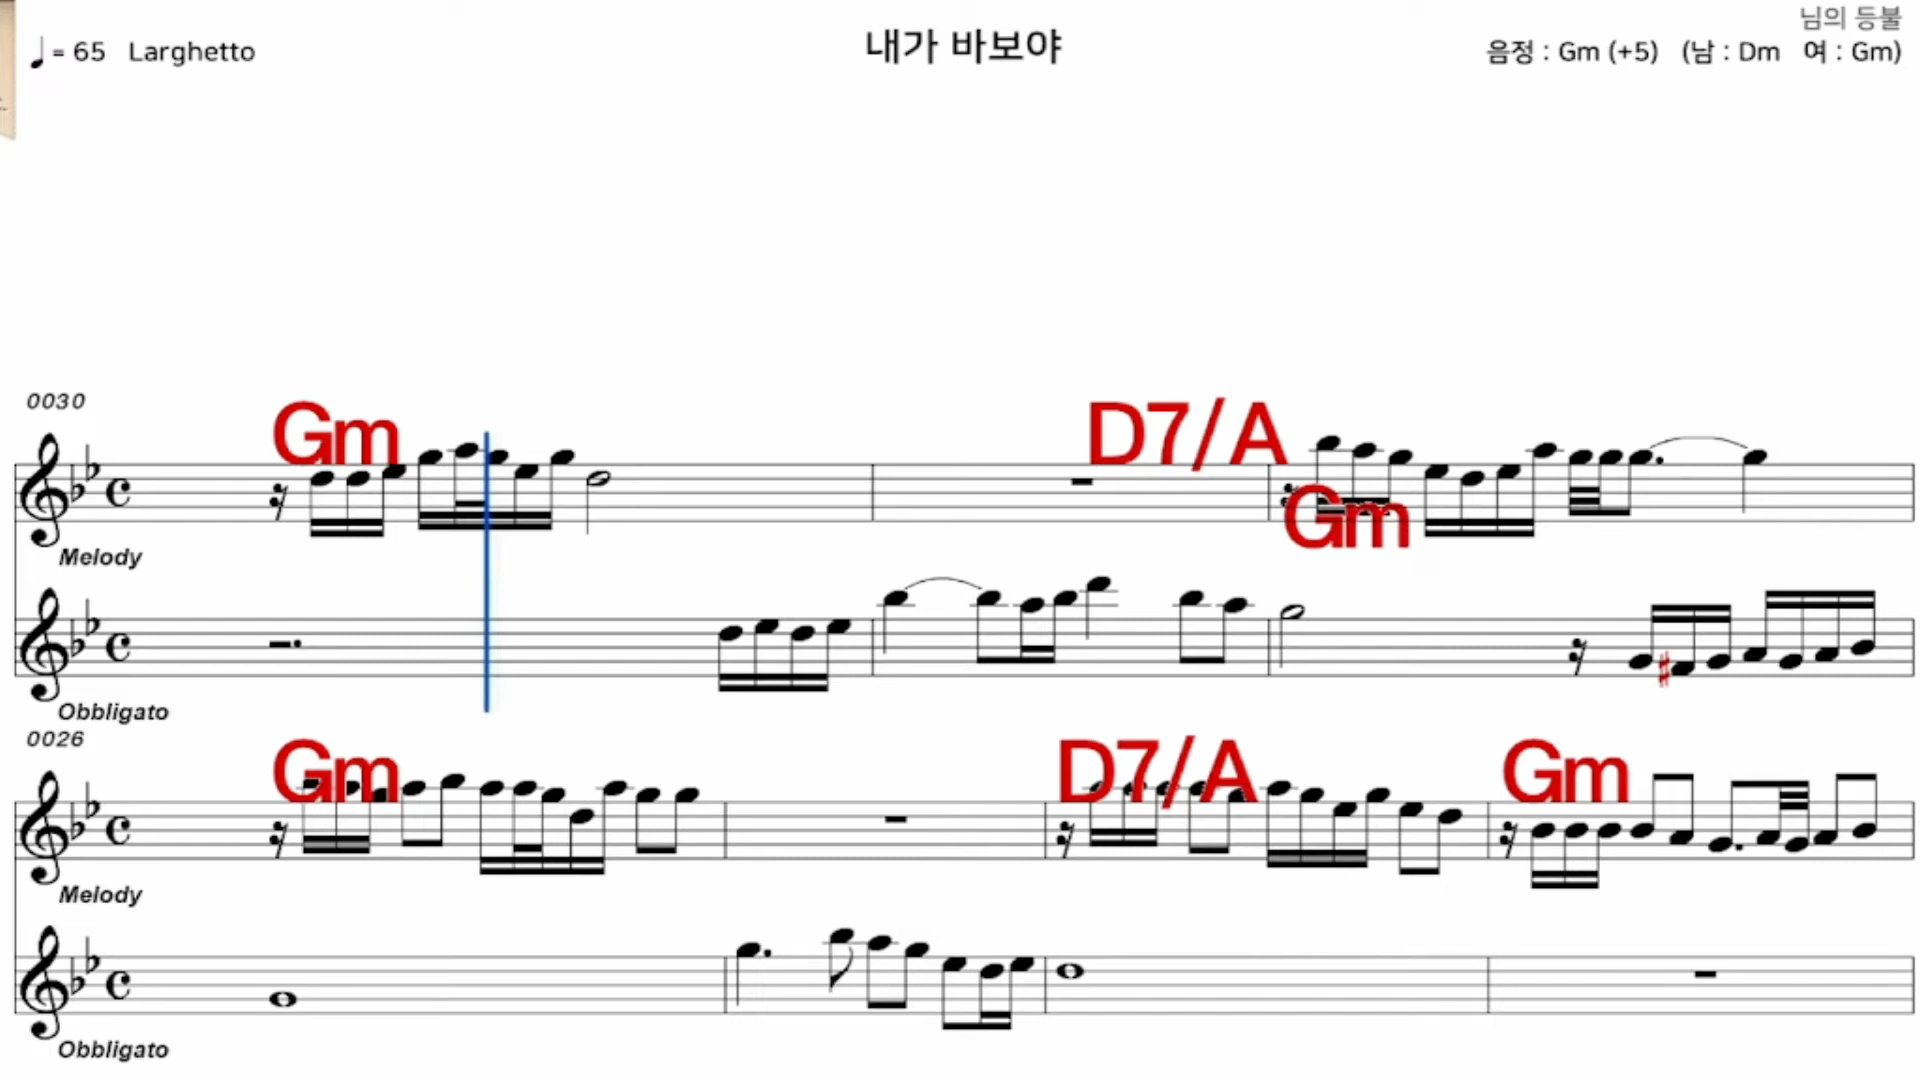 님의 등불
♩ = 65 Larghetto
내가 바보야
음정 : Gm (+5) (남 : Dm 여 : Gm)
0030
Gm
D7/A
Gm
Melody
Obbligato
0026
Gm
D7/A
Gm
Melody
Obbligato